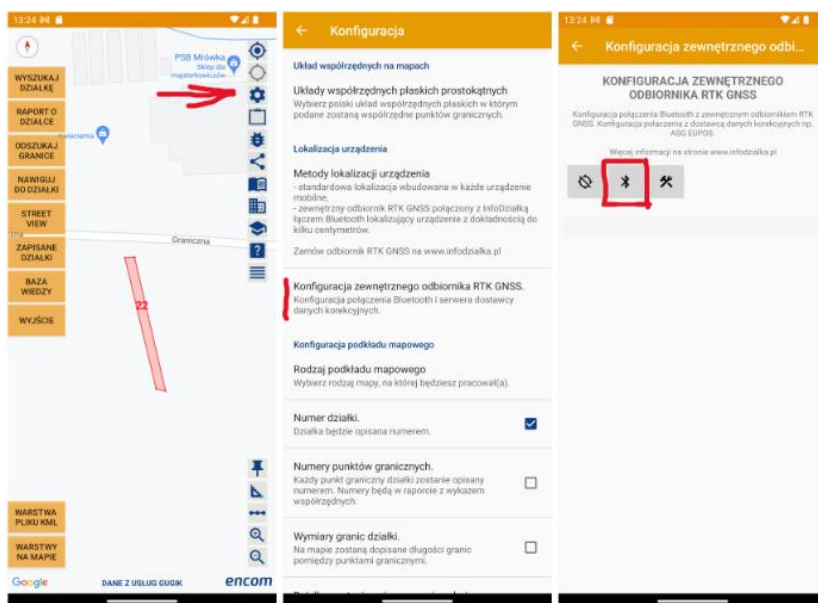 13:24
WYSZUKAJ
DZIAŁKĘ
RAPORT O
DZIAŁCE
ODSZUKAJ
GRANICE
NAWIGUJ
DO DZIAŁKI
STREET
VIEW
ZAPISANE
DZIAŁKI
BAZA
WIEDZY
WYJŚCIE
PSB Mrówka
Sklep dla
majsterkowiczów
Graniczna
22
WARSTWA
PLIKU KML
WARSTWY
NA MAPIE
Google
DANE Z USŁUG GUGIK
encom
Konfiguracja
Układ współrzędnych na mapach
Układy współrzędnych płaskich prostokątnych
Wybierz polski układ współrzędnych płaskich w którym
podane zostaną współrzędne punktów granicznych.
Lokalizacja urządzenia
Metody lokalizacji urządzenia
- standardowa lokalizacja wbudowana w każde urządzenie
mobilne,
- zewnętrzny odbiornik RTK GNSS połączony z InfoDziałką
łączem Bluetooth lokalizujący urządzenie z dokładnością do
kilku centymetrów.
Zamów odbiornik RTK GNSS na www.infodzialka.pl
Konfiguracja zewnętrznego odbiornika RTK GNSS.
Konfiguracja połączenia Bluetooth i serwera dostawcy
danych korekcyjnych.
Konfiguracja podkładu mapowego
Rodzaj podkładu mapowego
Wybierz rodzaj mapy, na której będziesz pracował(a).
Numer działki.
Działka będzie opisana numerem.
Numery punktów granicznych.
Każdy punkt graniczny działki zostanie opisany
numerem. Numery będą w raporcie z wykazem
współrzędnych.
Wymiary granic działki.
Na mapie zostaną dopisane długości granic
pomiędzy punktami granicznymi.
13:24
Konfiguracja zewnętrznego odbi...
KONFIGURACJA ZEWNĘTRZNEGO
ODBIORNIKA RTK GNSS
Konfiguracja połączenia Bluetooth z zewnętrznym odbiornikiem RTK
GNSS. Konfiguracja połączenia z dostawcą danych korekcyjnych np.
ASG EUPOS.
Więcej informacji na stronie www.infodzialka.pl